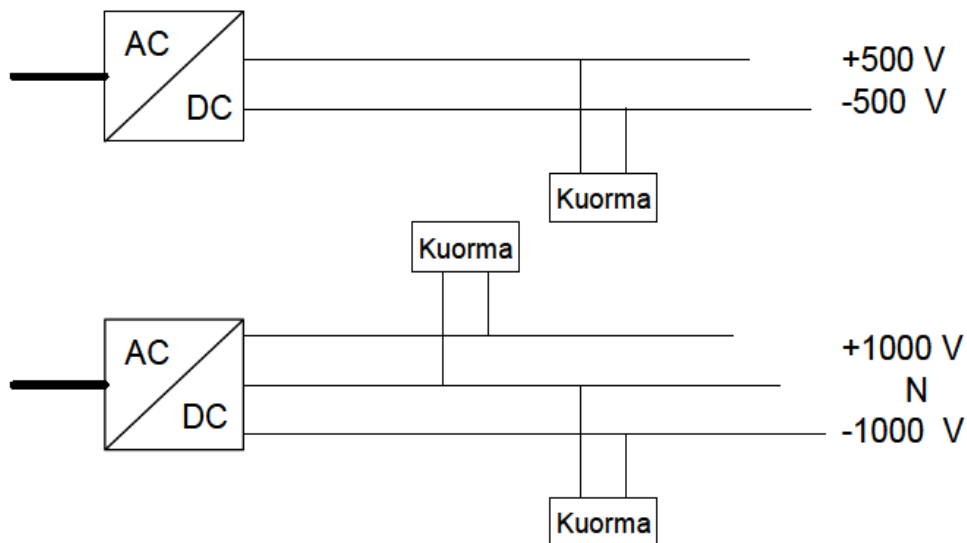 AC
DC
+500 V
-500 V
Kuorma
Kuorma
AC
DC
+1000 V
N
-1000 V
Kuorma